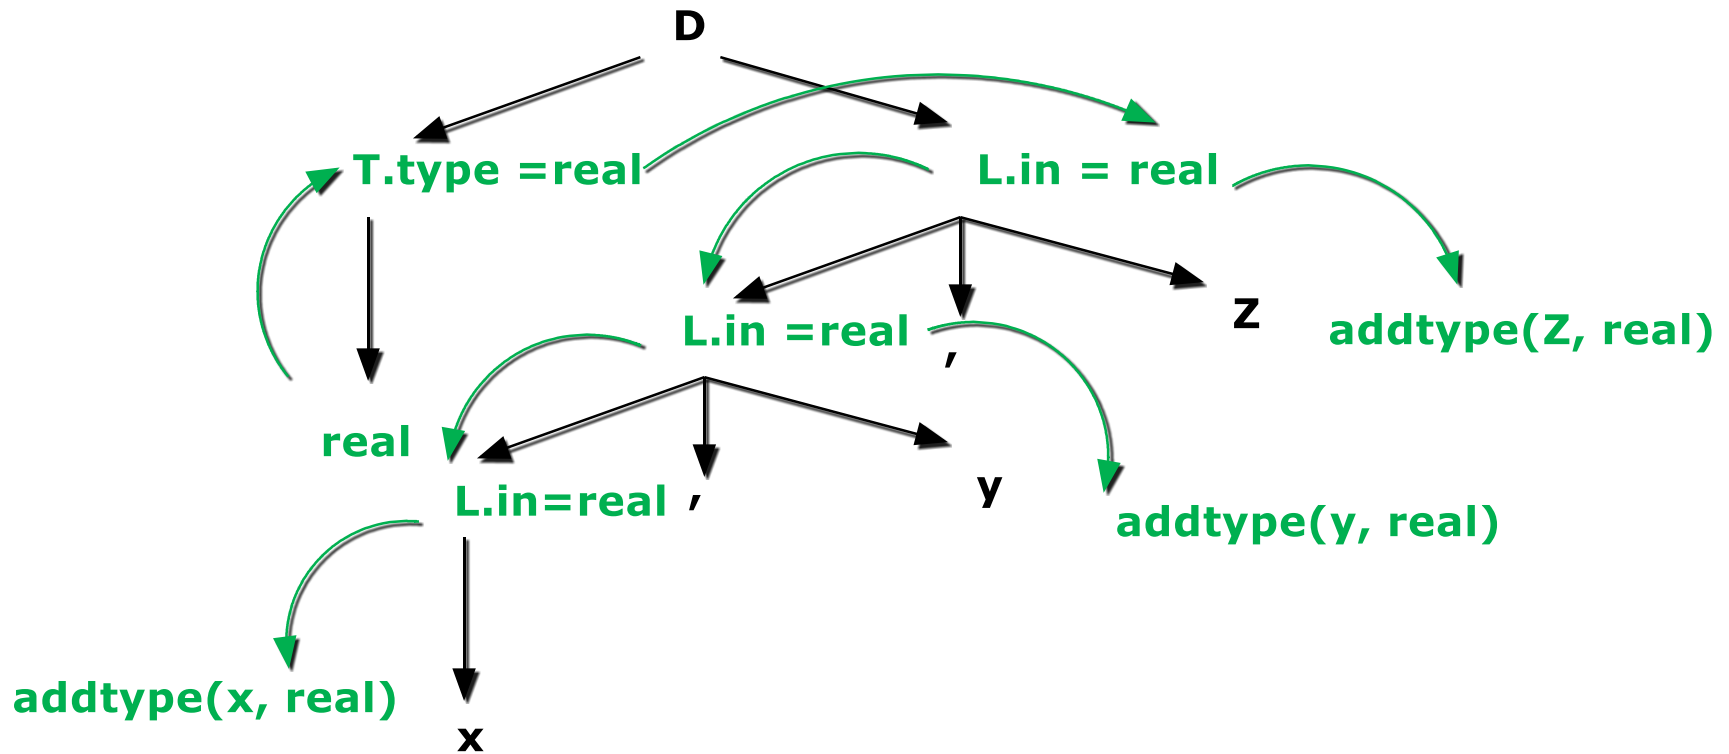 D
T.type =real
L.in = real
L.in =real
,
Z
addtype(Z, real)
real
L.in=real
,
y
addtype(y, real)
addtype(x, real)
x